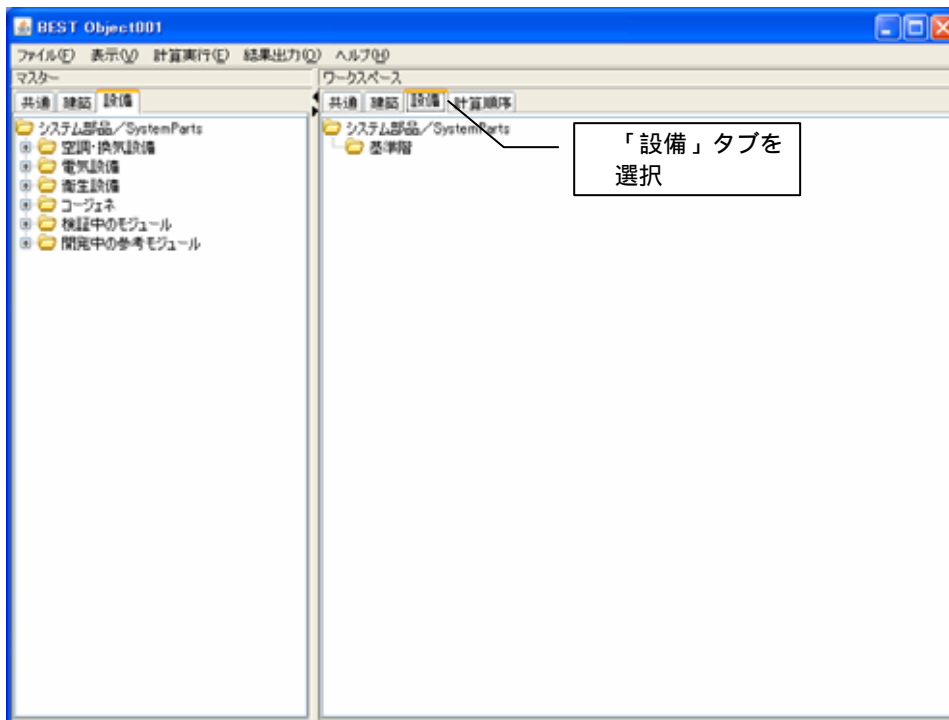 BEST Object001
ファイル(F) 表示(V) 計算実行(E) 結果出力(O) ヘルプ(H)
マスター
共通 建築 設備
システム部品/SystemParts
空調・換気設備
電気設備
衛生設備
コージェネ
検証中のモジュール
開発中の参考モジュール
ワークスペース
共通 建築 設備 計算順序
システム部品/SystemParts
基準階
「設備」タブを
選択